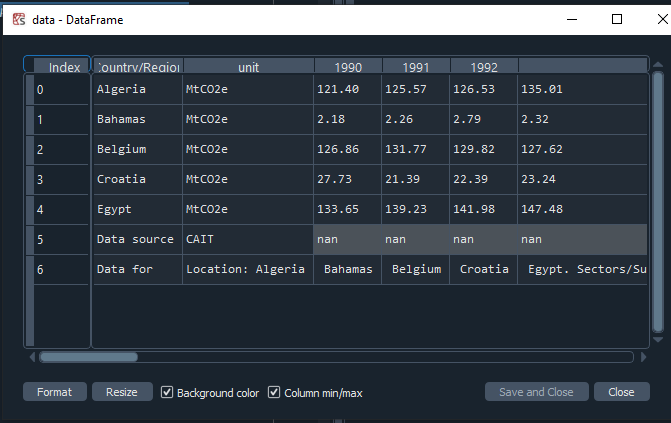 data - DataFrame
Index Country/Region unit 1990 1991 1992
0 Algeria MtCO2e 121.40 125.57 126.53 135.01
1 Bahamas MtCO2e 2.18 2.26 2.79 2.32
2 Belgium MtCO2e 126.86 131.77 129.82 127.62
3 Croatia MtCO2e 27.73 21.39 22.39 23.24
4 Egypt MtCO2e 133.65 139.23 141.98 147.48
5 Data source CAIT nan nan nan nan
6 Data for Location: Algeria Bahamas Belgium Croatia Egypt. Sectors/Su
Format Resize Background color Column min/max Save and Close Close